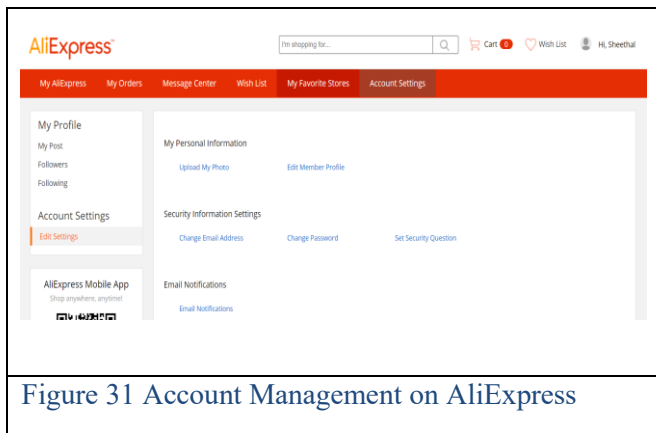 AliExpress™
I'm shopping for...
Cart 0
Wish List
Hi, Sheethal
My AliExpress My Orders Message Center Wish List My Favorite Stores Account Settings
My Profile
My Post
Followers
Following
Account Settings
Edit Settings
AliExpress Mobile App
Shop anywhere, anytime!
My Personal Information
Upload My Photo Edit Member Profile
Security Information Settings
Change Email Address Change Password Set Security Question
Email Notifications
Email Notifications
Figure 31 Account Management on AliExpress